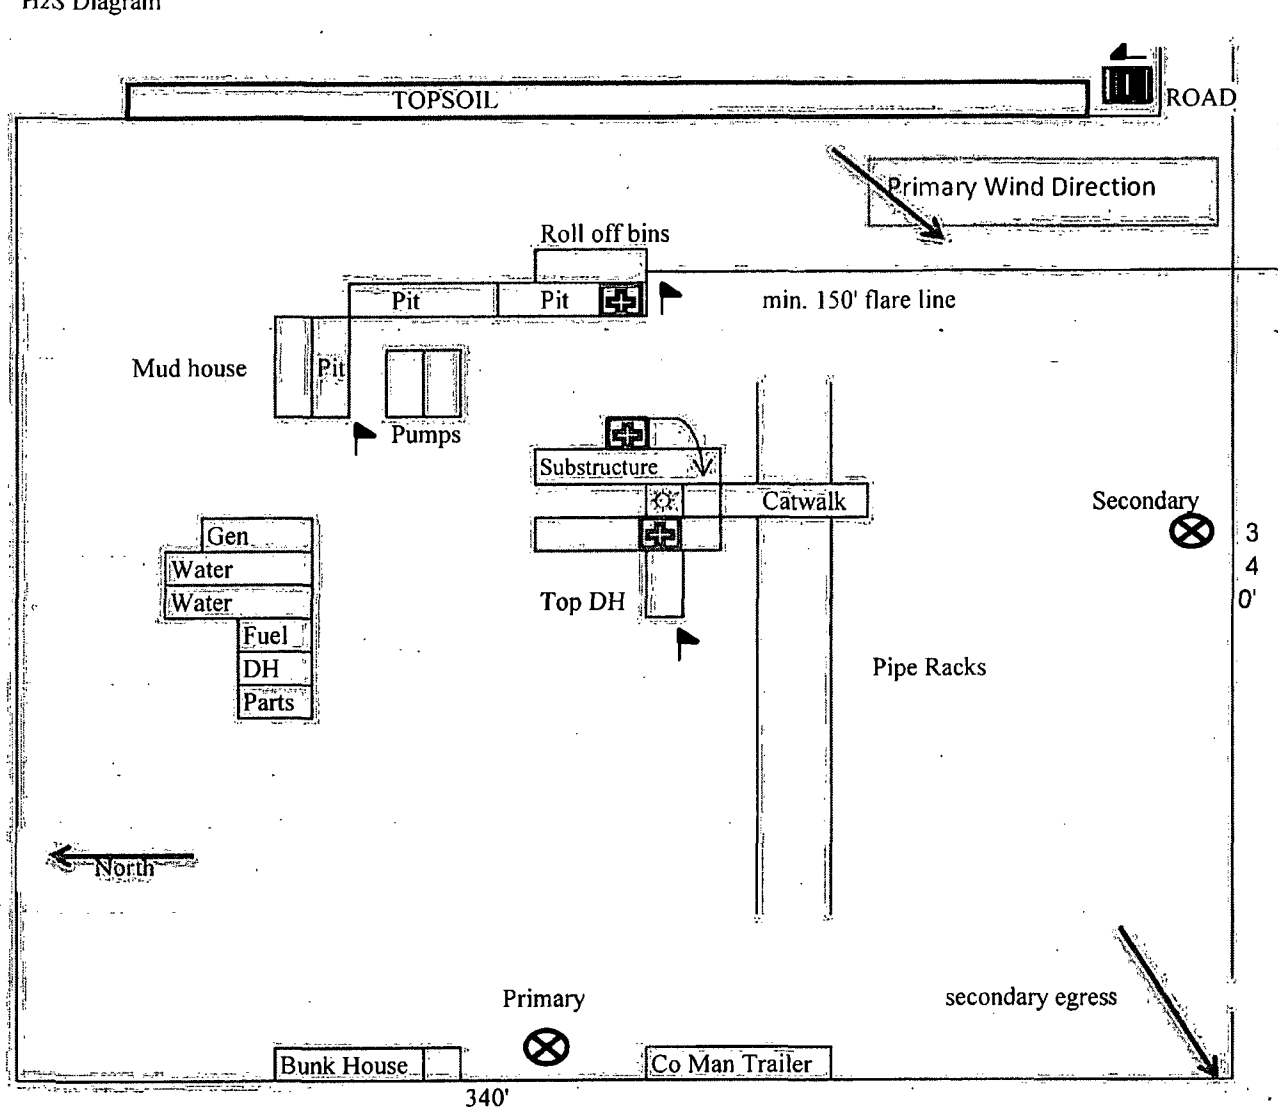 H2S Diagram
TOPSOIL
ROAD
Primary Wind Direction
Roll off bins
Pit
Pit
min. 150' flare line
Mud house
Pit
Pumps
Substructure
Catwalk
Secondary
Gen
Water
Water
3
4
0'
Top DH
Fuel
DH
Parts
Pipe Racks
North
Primary
secondary egress
Bunk House
Co Man Trailer
340'